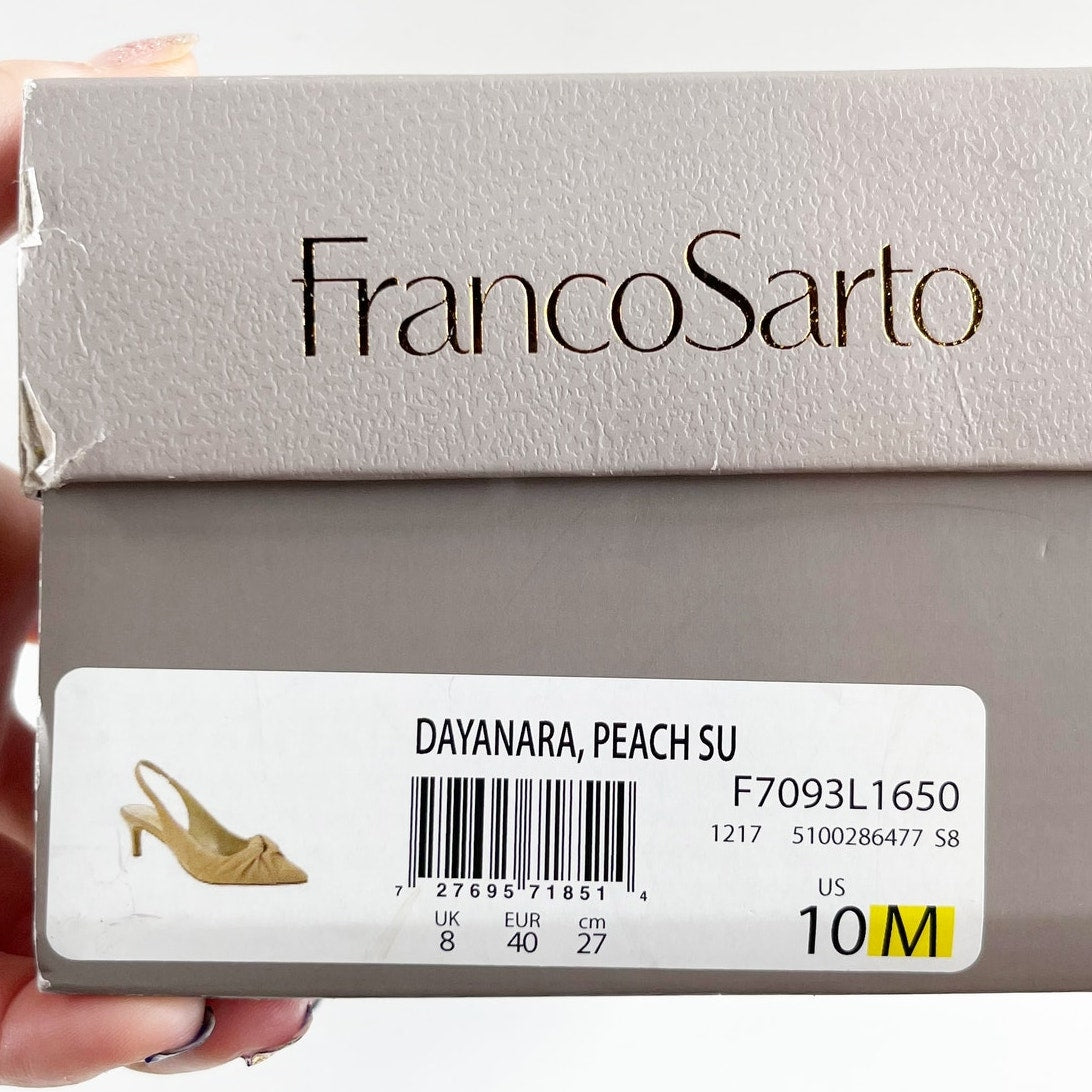 FrancoSarto
DAYANARA, PEACH SU
F7093L1650
1217 5100286477 S8
7 27695 71851 4
UK EUR cm
8 40 27
US
10 M